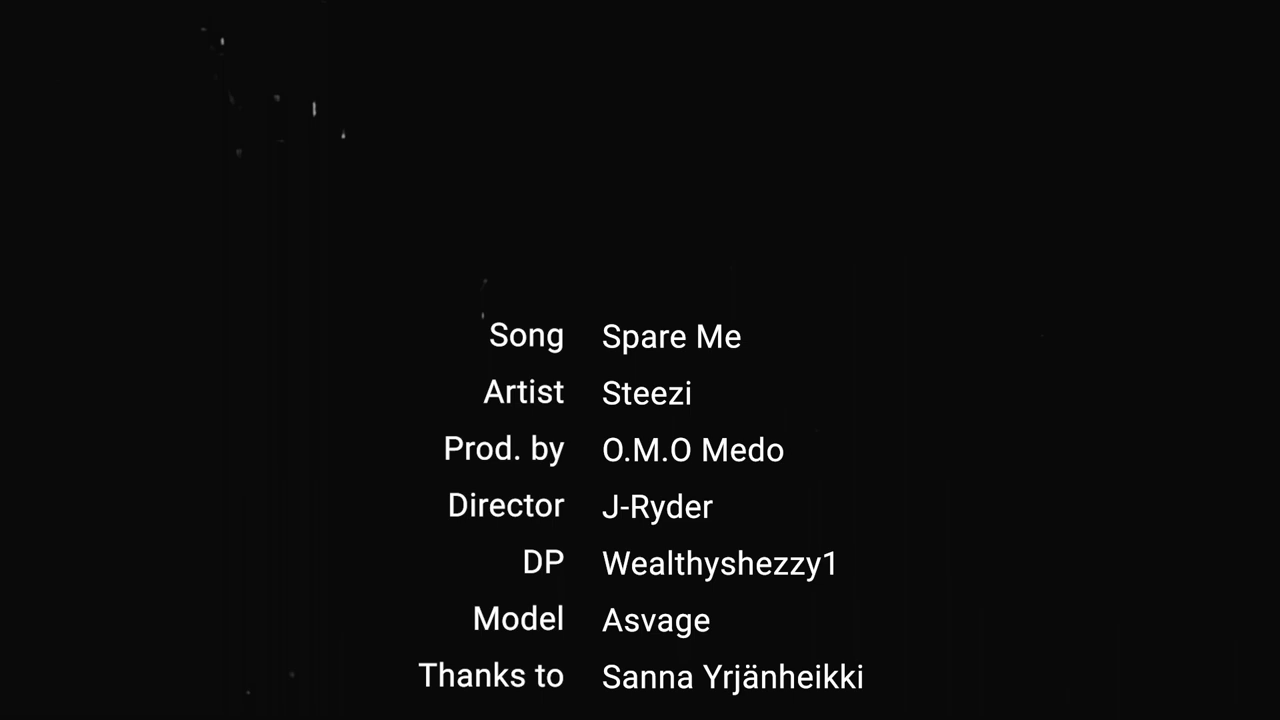 Song Spare Me
Artist Steezi
Prod. by O.M.O Medo
Director J-Ryder
DP Wealthyshezzy1
Model Asvage
Thanks to Sanna Yrjänheikki